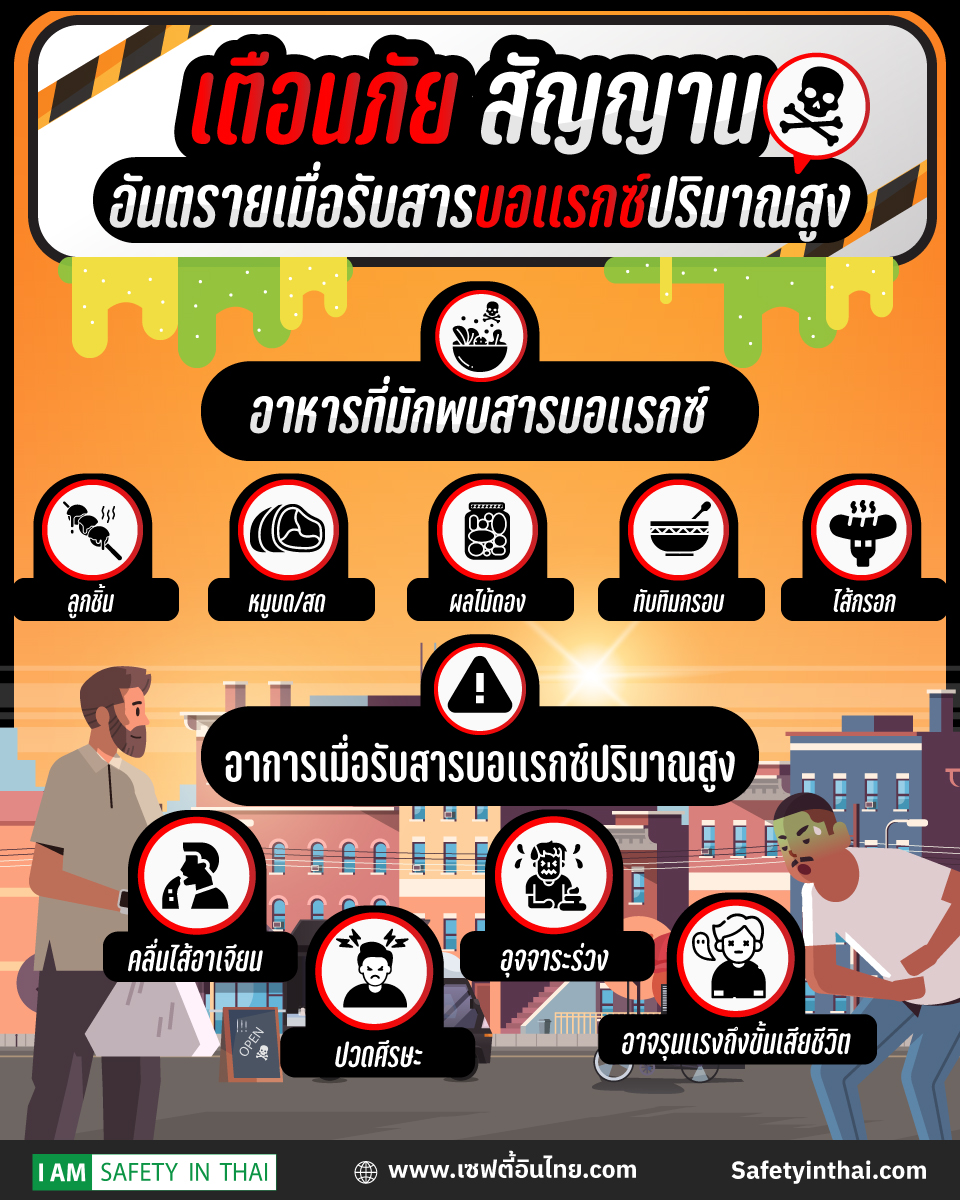 เตือนภัย สัญญาน
อันตรายเมื่อรับสารบอแรกซ์ปริมาณสูง
อาหารที่มักพบสารบอแรกซ์
ลูกชิ้น
หมูบด/สด
ผลไม้ดอง
ทับทิมกรอบ
ไส้กรอก
อาการเมื่อรับสารบอแรกซ์ปริมาณสูง
คลื่นไส้อาเจียน
อุจจาระร่วง
ปวดศีรษะ
อาจรุนแรงถึงขั้นเสียชีวิต
!!!
OPEN
I AM SAFETY IN THAI
www.เซฟตี้อินไทย.com
Safetyinthai.com